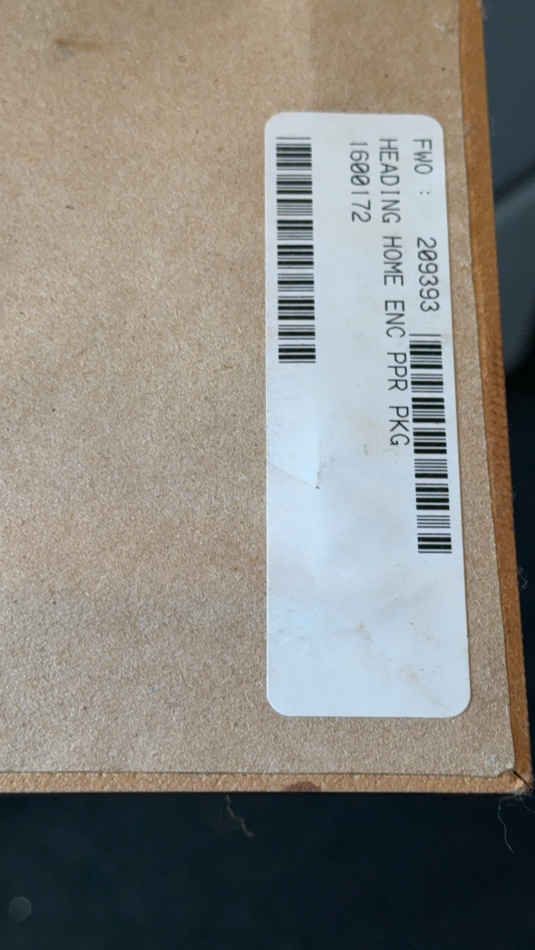 FWO : 209393
HEADING HOME ENC PPR PKG
1600172